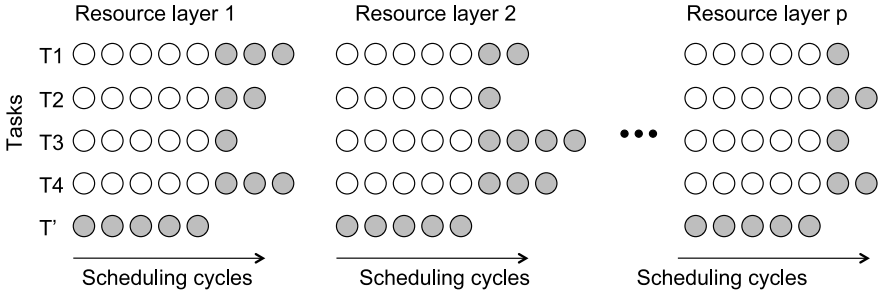 Resource layer 1 Resource layer 2 Resource layer p
Tasks
T1
T2
T3
T4
T’
Scheduling cycles Scheduling cycles Scheduling cycles